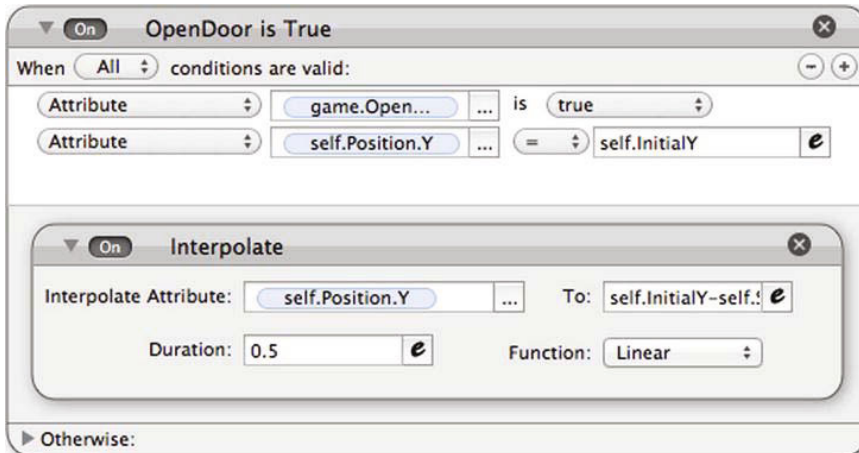 On OpenDoor is True
When All conditions are valid:
Attribute game.Open... ... is true
Attribute self.Position.Y ... = self.InitialY e
On Interpolate
Interpolate Attribute: self.Position.Y ... To: self.InitialY-self. e
Duration: 0.5 e Function: Linear
Otherwise: